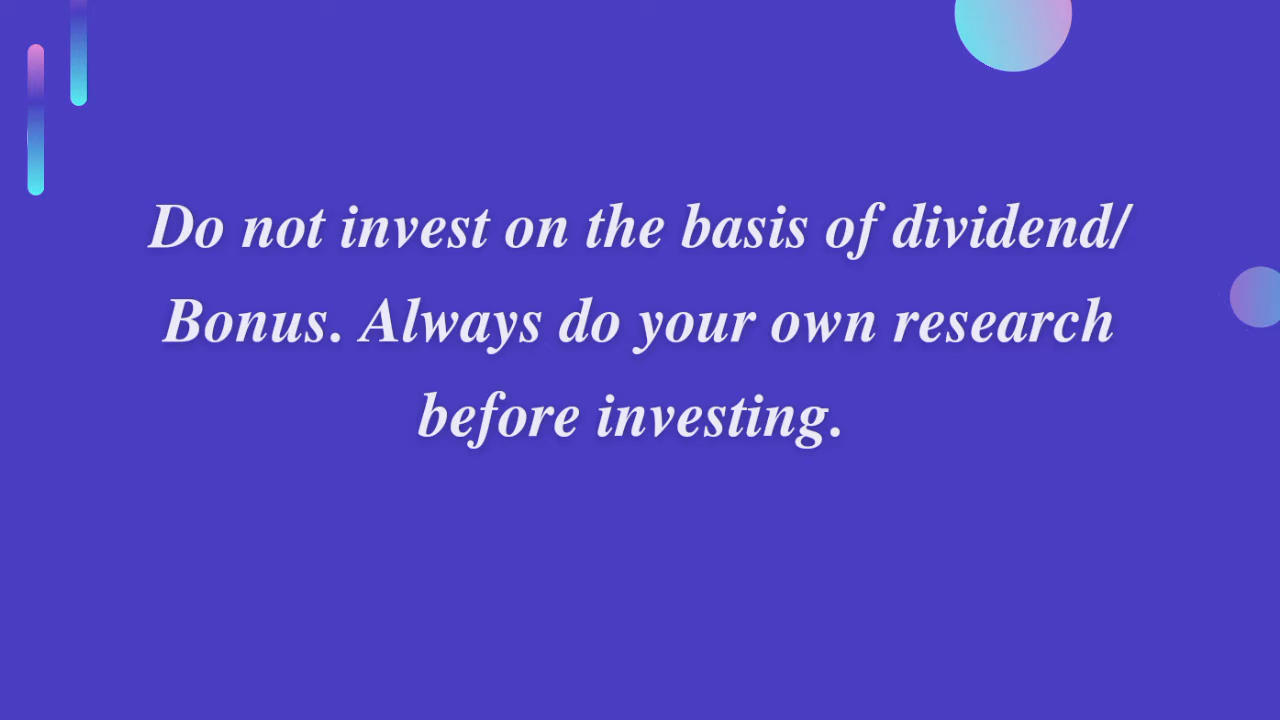 Do not invest on the basis of dividend/
Bonus. Always do your own research
before investing.